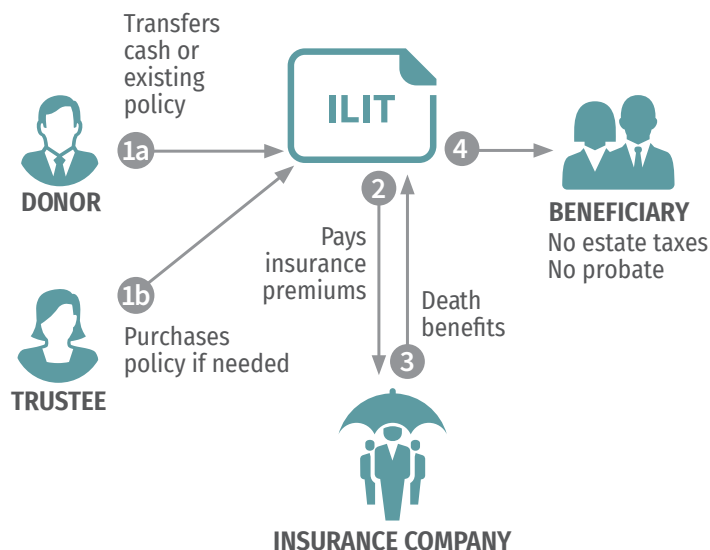 Transfers
cash or
existing
policy
ILIT
1a
4
DONOR
2
BENEFICIARY
No estate taxes
No probate
Pays
insurance
premiums
1b
Death
benefits
Purchases
policy if needed
3
TRUSTEE
INSURANCE COMPANY